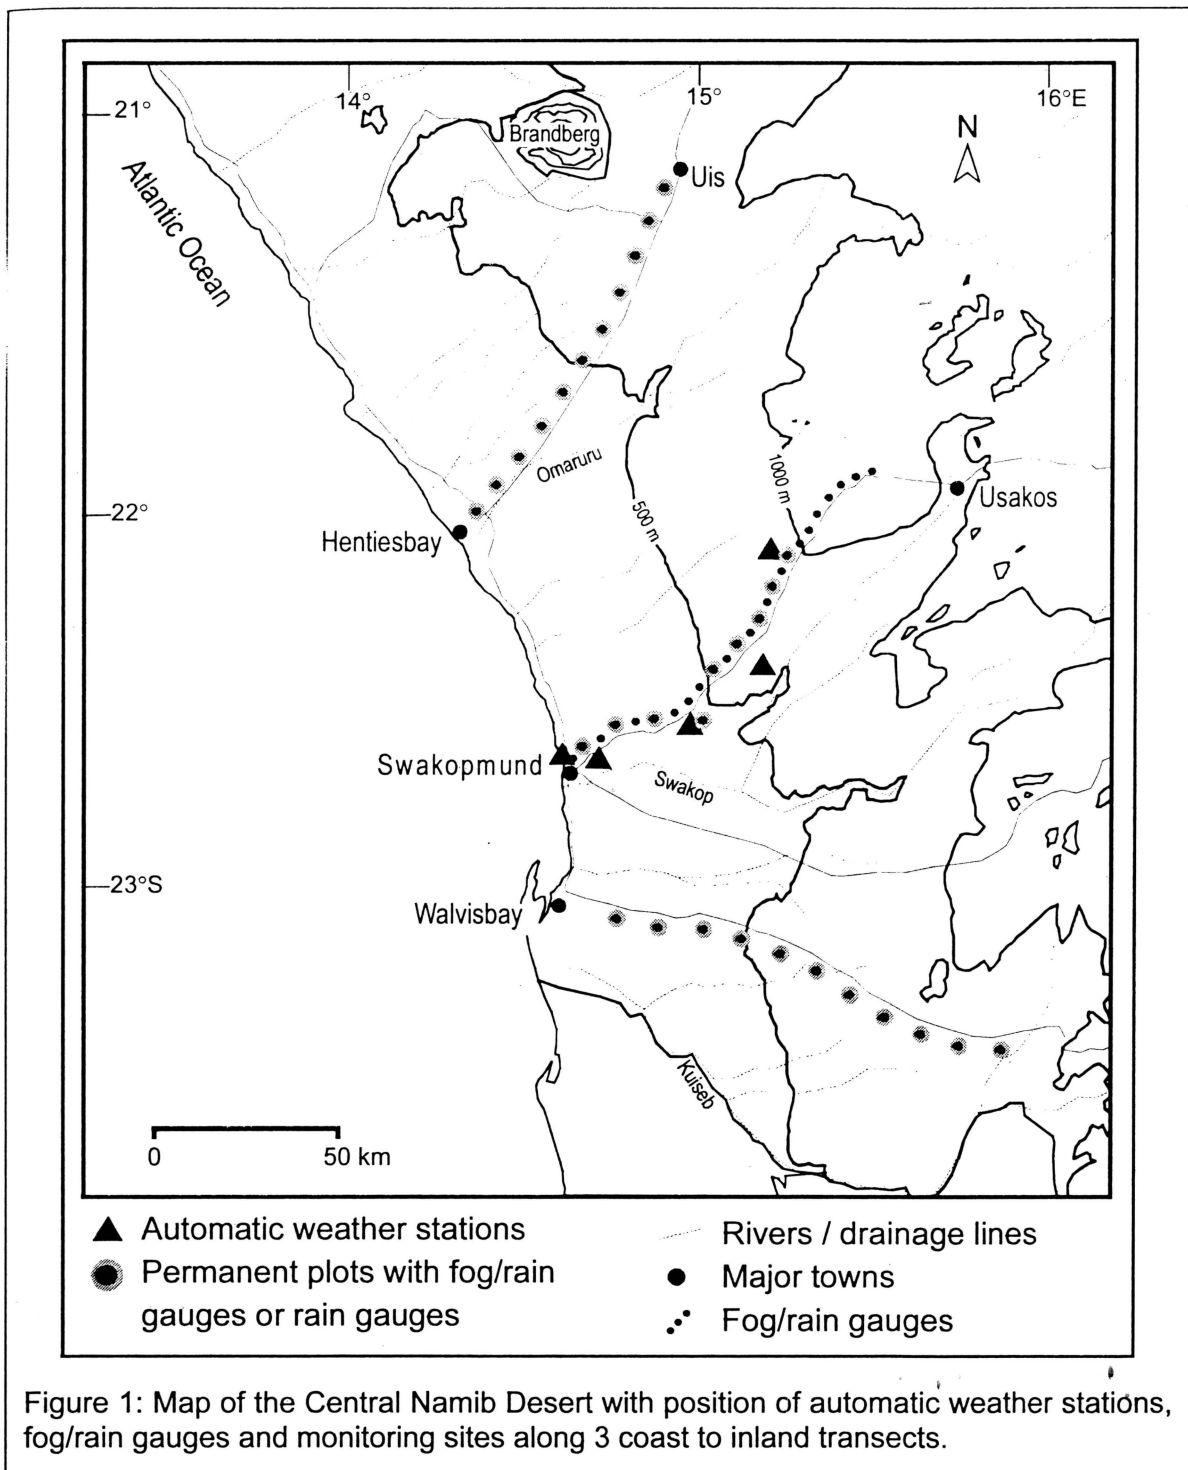 14°
15°
16°E
21°
Brandberg
N
Uis
Atlantic Ocean
Omaruru
1000 m
500 m
Usakos
22°
Hentiesbay
Swakopmund
Swakop
23°S
Walvisbay
Kuiseb
0
50 km
Automatic weather stations
Permanent plots with fog/rain
gauges or rain gauges
Rivers / drainage lines
Major towns
Fog/rain gauges
Figure 1: Map of the Central Namib Desert with position of automatic weather stations,
fog/rain gauges and monitoring sites along 3 coast to inland transects.